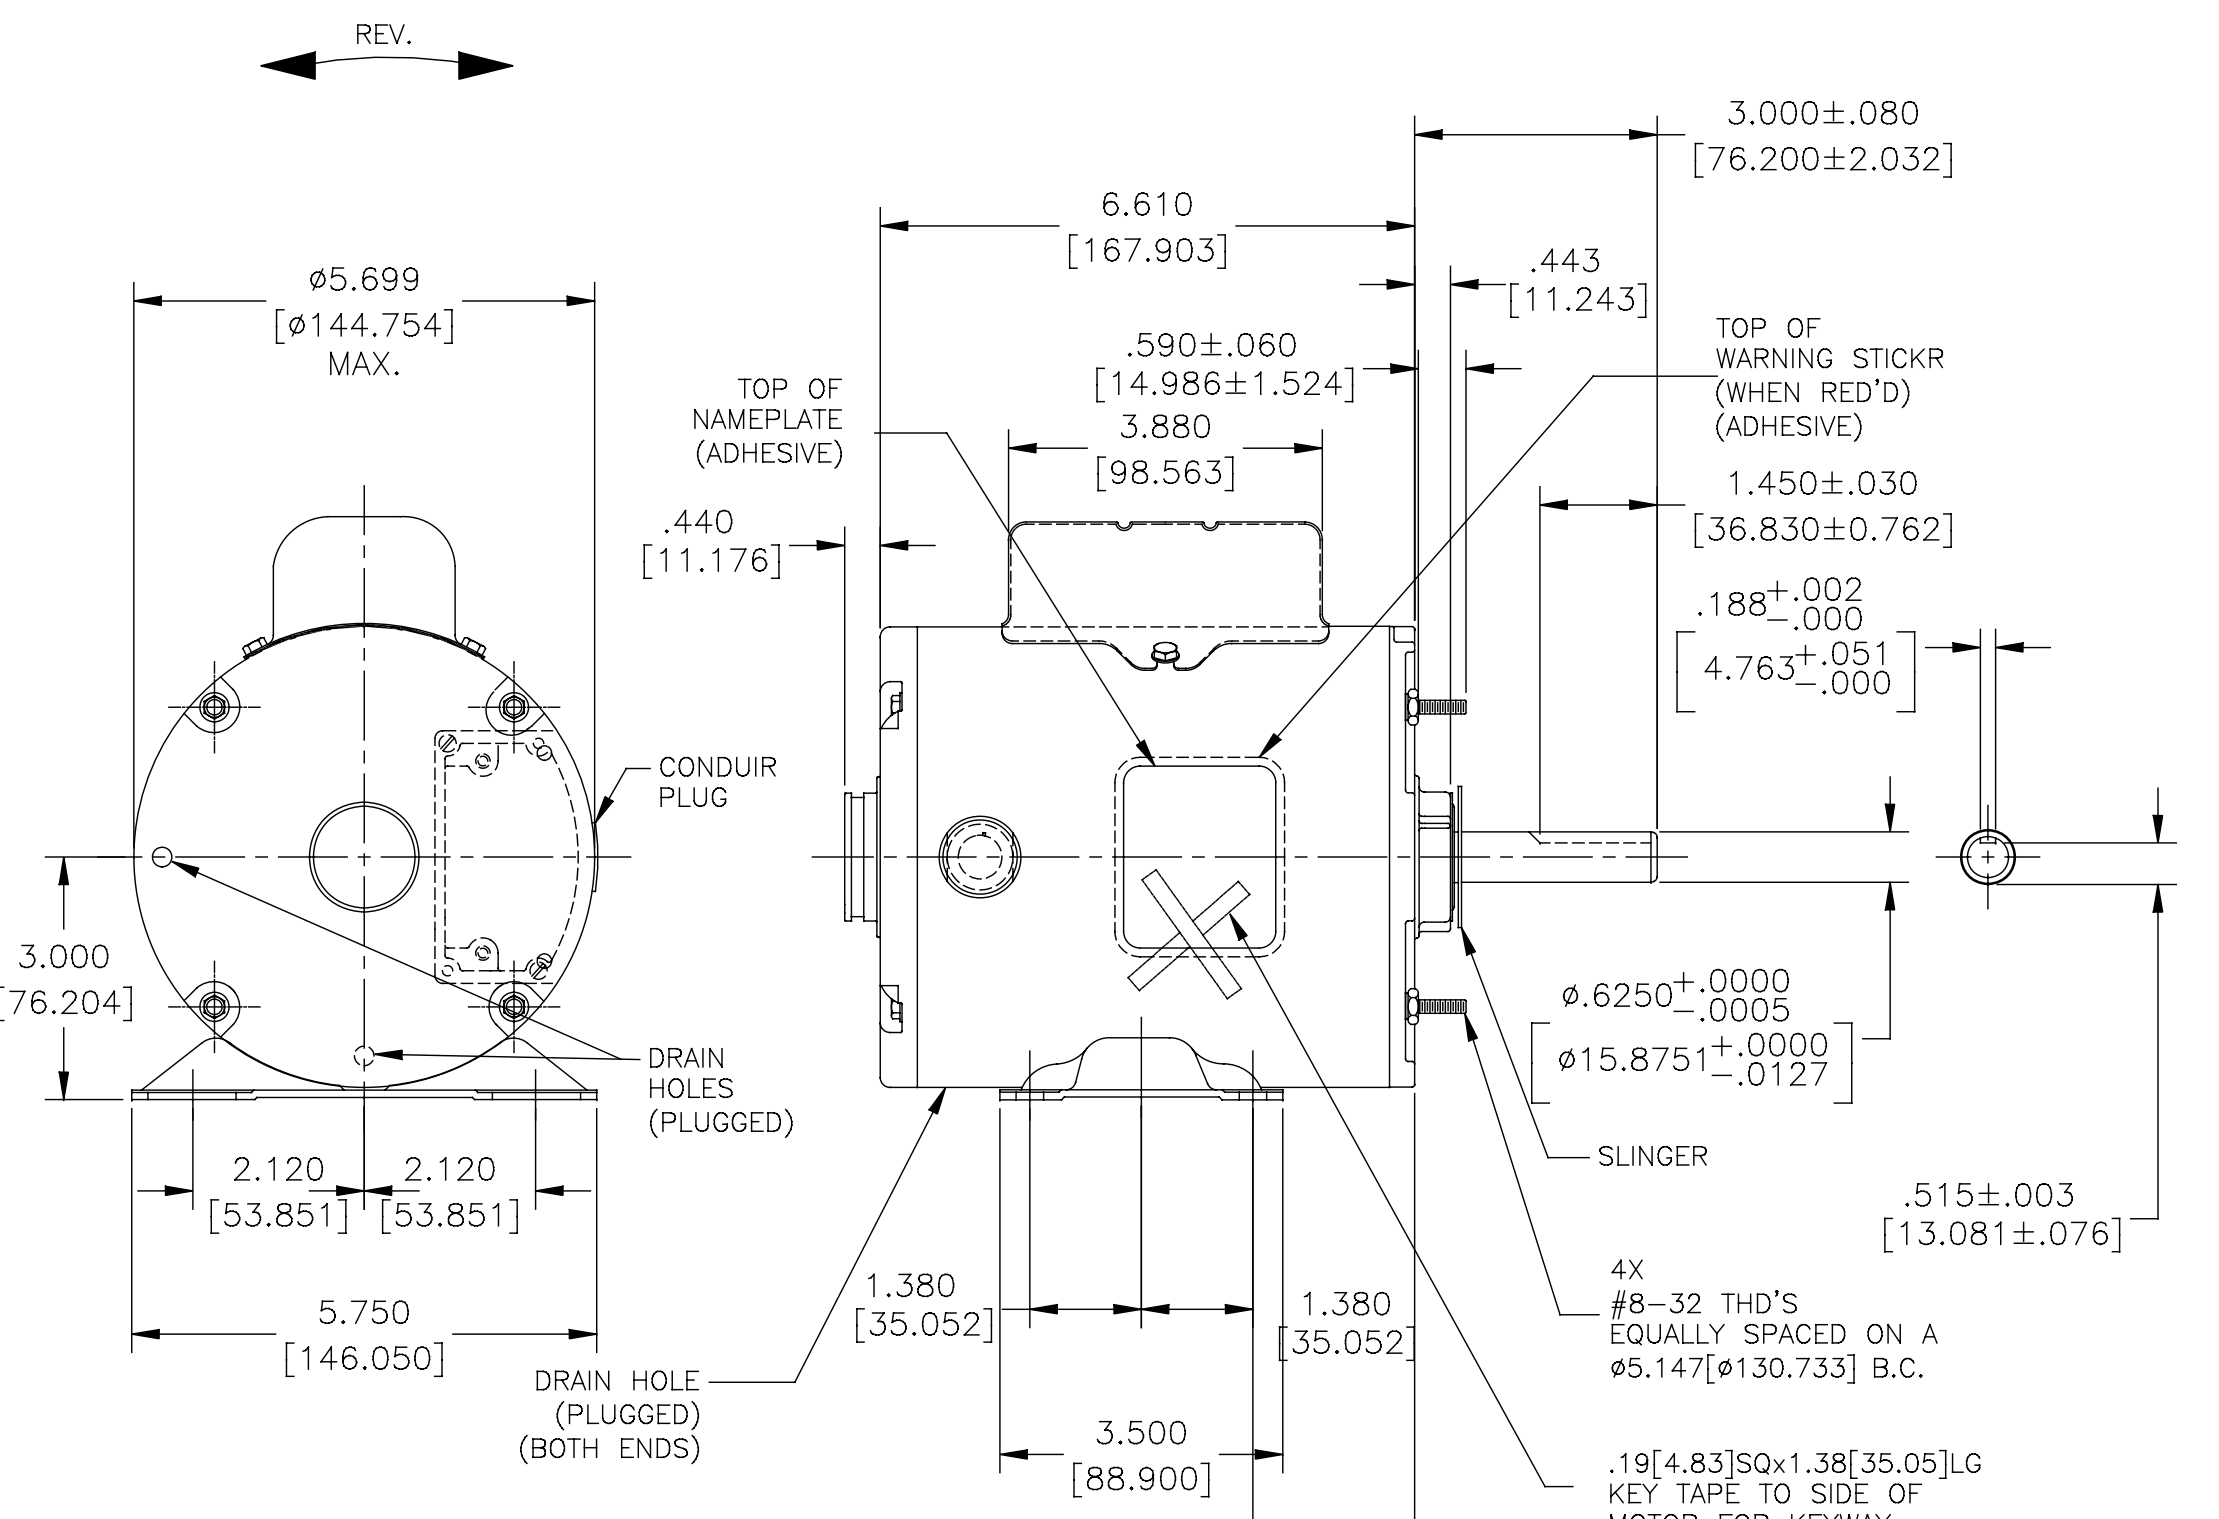 REV.
3.000±.080
[76.200±2.032]
6.610
[167.903]
.443
[11.243]
ø5.699
[ø144.754]
MAX.
.590±.060
[14.986±1.524]
TOP OF
WARNING STICKR
(WHEN RED'D)
(ADHESIVE)
TOP OF
NAMEPLATE
(ADHESIVE)
3.880
[98.563]
1.450±.030
[36.830±0.762]
.440
[11.176]
.188+.002
-.000
[4.763+.051
-.000]
CONDUIR
PLUG
3.000
[76.204]
ø.6250+.0000
-.0005
[ø15.8751+.0000
-.0127]
DRAIN
HOLES
(PLUGGED)
SLINGER
2.120
[53.851]
2.120
[53.851]
.515±.003
[13.081±.076]
5.750
[146.050]
1.380
[35.052]
1.380
[35.052]
4X
#8-32 THD'S
EQUALLY SPACED ON A
ø5.147[ø130.733] B.C.
DRAIN HOLE
(PLUGGED)
(BOTH ENDS)
3.500
[88.900]
.19[4.83]SQx1.38[35.05]LG
KEY TAPE TO SIDE OF
MOTOR FOR KEYWAY